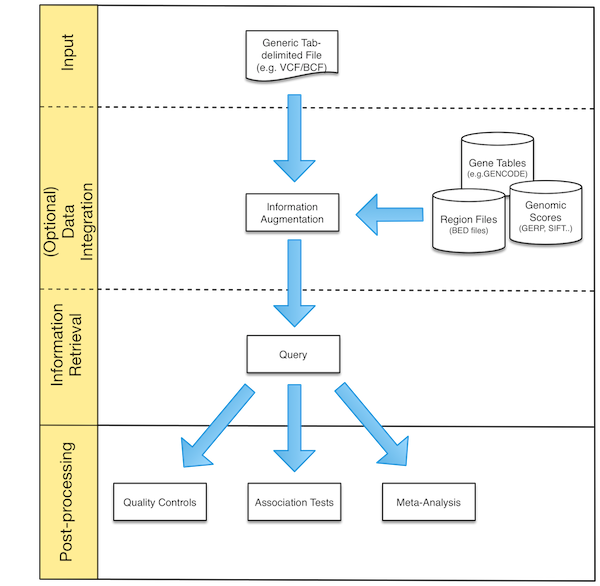 Input
Generic Tab-
delimited File
(e.g. VCF/BCF)
(Optional)
Data
Integration
Gene Tables
(e.g.GENCODE)
Information
Augmentation
Region Files
(BED files)
Genomic
Scores
(GERP, SIFT..)
Information
Retrieval
Query
Post-processing
Quality Controls
Association Tests
Meta-Analysis